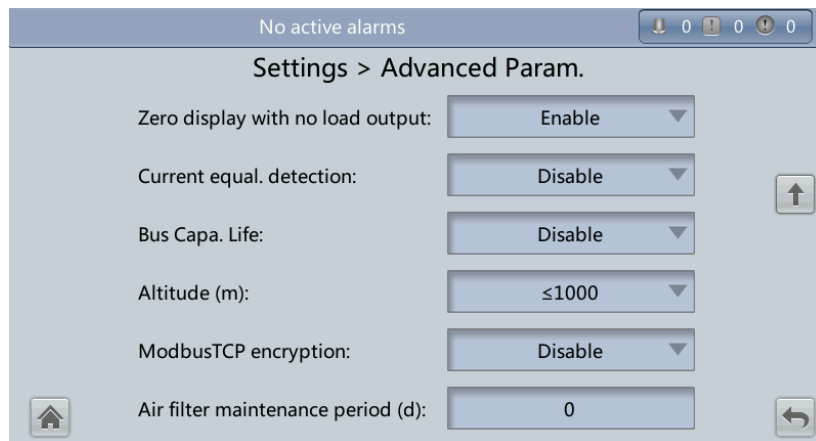 No active alarms 0 0 0
Settings > Advanced Param.
Zero display with no load output: Enable
Current equal. detection: Disable
Bus Capa. Life: Disable
Altitude (m): ≤1000
ModbusTCP encryption: Disable
Air filter maintenance period (d): 0